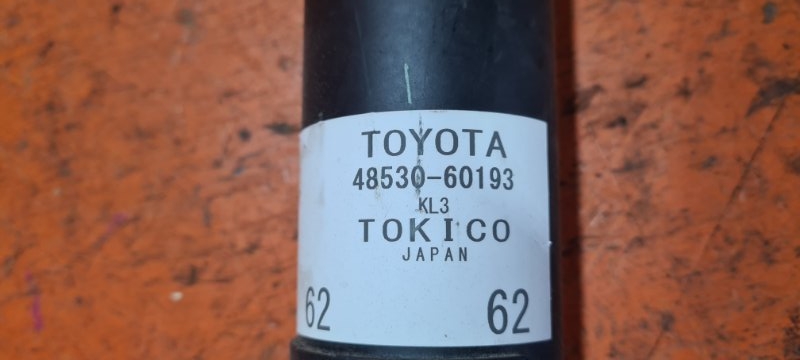 TOYOTA
48530-60193
KL3
TOKICO
JAPAN
62 62